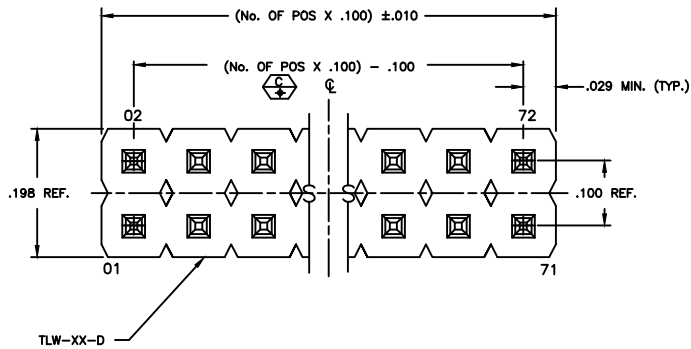 (No. OF POS X .100) ±.010
(No. OF POS X .100) - .100
C
℄
.029 MIN. (TYP.)
02
72
.198 REF.
.100 REF.
S S
01
71
TLW-XX-D